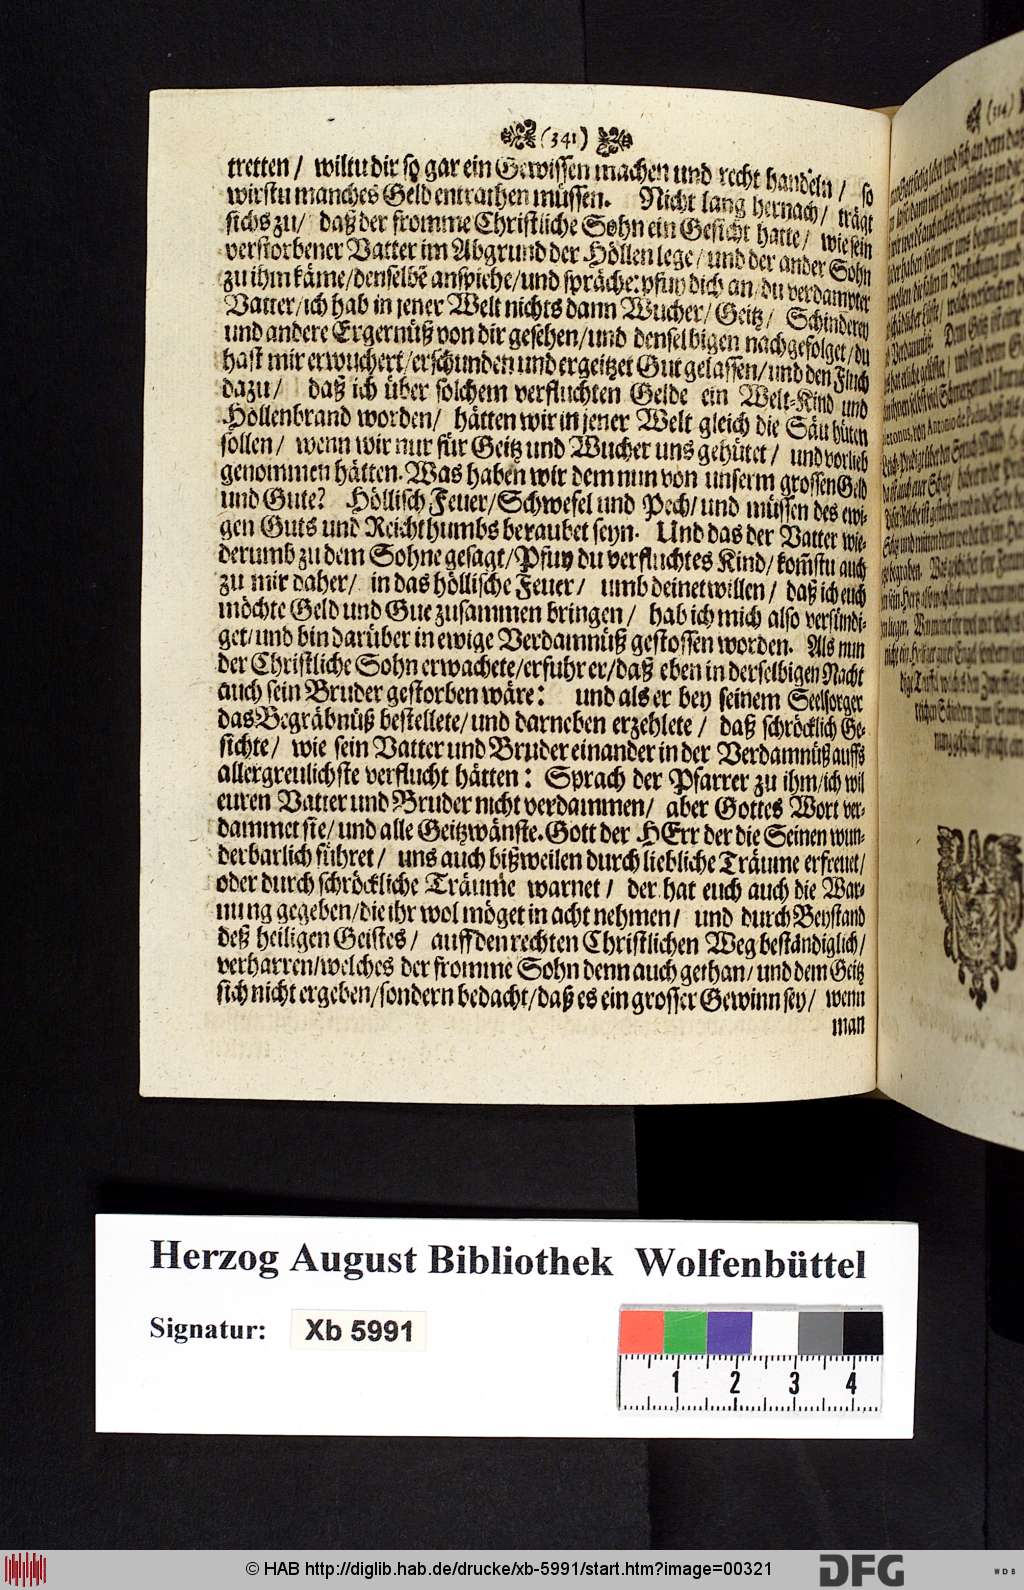 (341)
tretten / wiltu dir so gar ein Gewissen machen und recht handeln / so
wirstu manches Geld entrathen müssen. Nicht lang hernach / trägt
sichs zu / daß der fromme Christliche Sohn ein Gesicht hatte / wie sein
verstorbener Vatter im Abgrund der Höllen lege / und der ander Sohn
zu ihm käme / denselbē anspiehe / und spräche: pfuy dich an / du verdampter
Vatter / ich hab in jener Welt nichts dann Wucher / Geitz / Schinderey
und andere Ergernüß von dir gesehen / und denselbigen nachgefolget / du
hast mir erwuchert / erschunden und ergeitzet Gut gelassen / und den Fluch
dazu / daß ich über solchem verfluchten Gelde ein Welt-Kind und
Höllenbrand worden / hätten wir in jener Welt gleich die Säu hüten
sollen / wenn wir nur für Geitz und Wucher uns gehütet / und vorlieb
genommen hätten. Was haben wir dem nun von unserm grossen Geld
und Gute? Höllisch Feuer / Schwefel und Pech / und müssen des ewi-
gen Guts und Reichthumbs beraubet seyn. Und das der Vatter wie-
derumb zu dem Sohne gesagt / Pfuy du verfluchtes Kind / kom̃stu auch
zu mir daher / in das höllische Feuer / umb deinetwillen / daß ich euch
möchte Geld und Gut zusammen bringen / hab ich mich also versündi-
get / und bin darüber in ewige Verdamnüß gestossen worden. Als nun
der Christliche Sohn erwachete / erfuhr er / daß eben in derselbigen Nacht
auch sein Bruder gestorben wäre: und als er bey seinem Seelsorger
das Begräbnüß bestellete / und darneben erzehlete / daß schröcklich Ge-
sichte / wie sein Vatter und Bruder einander in der Verdamnüß auffs
allergreulichste verflucht hätten: Sprach der Pfarrer zu ihm / ich wil
euren Vatter und Bruder nicht verdammen / aber Gottes Wort ver-
dammet sie / und alle Geitzwänste. Gott der HErr der die Seinen wun-
derbarlich führet / uns auch bißweilen durch liebliche Träume erfreuet /
oder durch schröckliche Träume warnet / der hat euch auch die War-
nung gegeben / die ihr wol möget in acht nehmen / und durch Beystand
deß heiligen Geistes / auff den rechten Christlichen Weg beständiglich /
verharren / welches der fromme Sohn denn auch gethan / und dem Geitz
sich nicht ergeben / sondern bedacht / daß es ein grosser Gewinn sey / wenn
man
Herzog August Bibliothek Wolfenbüttel
Signatur: Xb 5991
1 2 3 4
© HAB http://diglib.hab.de/drucke/xb-5991/start.htm?image=00321
DFG
WDB